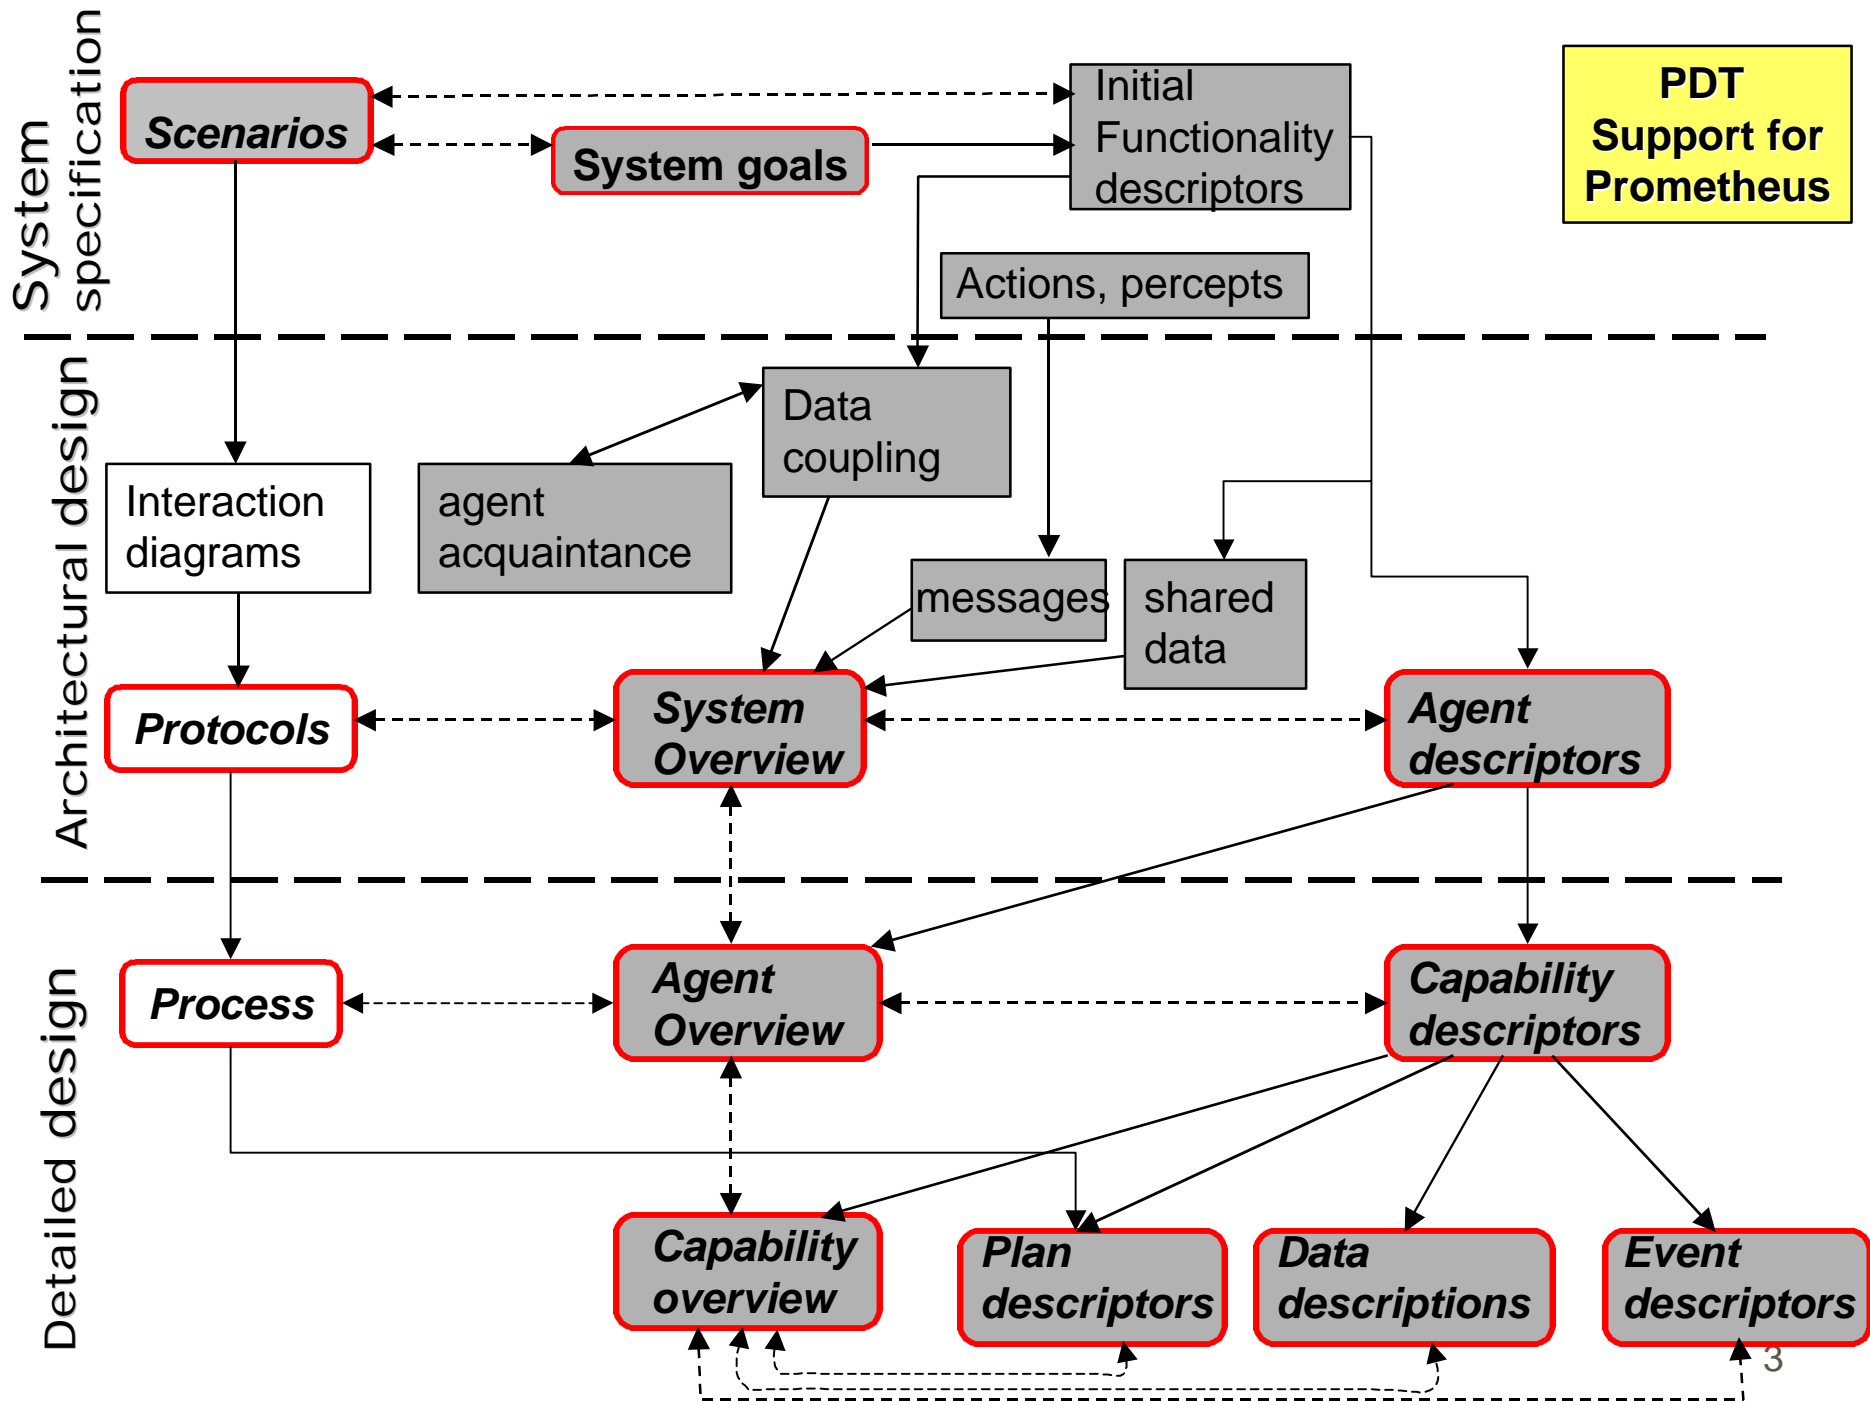 System
specification
Scenarios
System goals
Initial
Functionality
descriptors
PDT
Support for
Prometheus
Actions, percepts
Architectural design
Data
coupling
Interaction
diagrams
agent
acquaintance
messages
shared
data
Protocols
System
Overview
Agent
descriptors
Detailed design
Process
Agent
Overview
Capability
descriptors
Capability
overview
Plan
descriptors
Data
descriptions
Event
descriptors
3